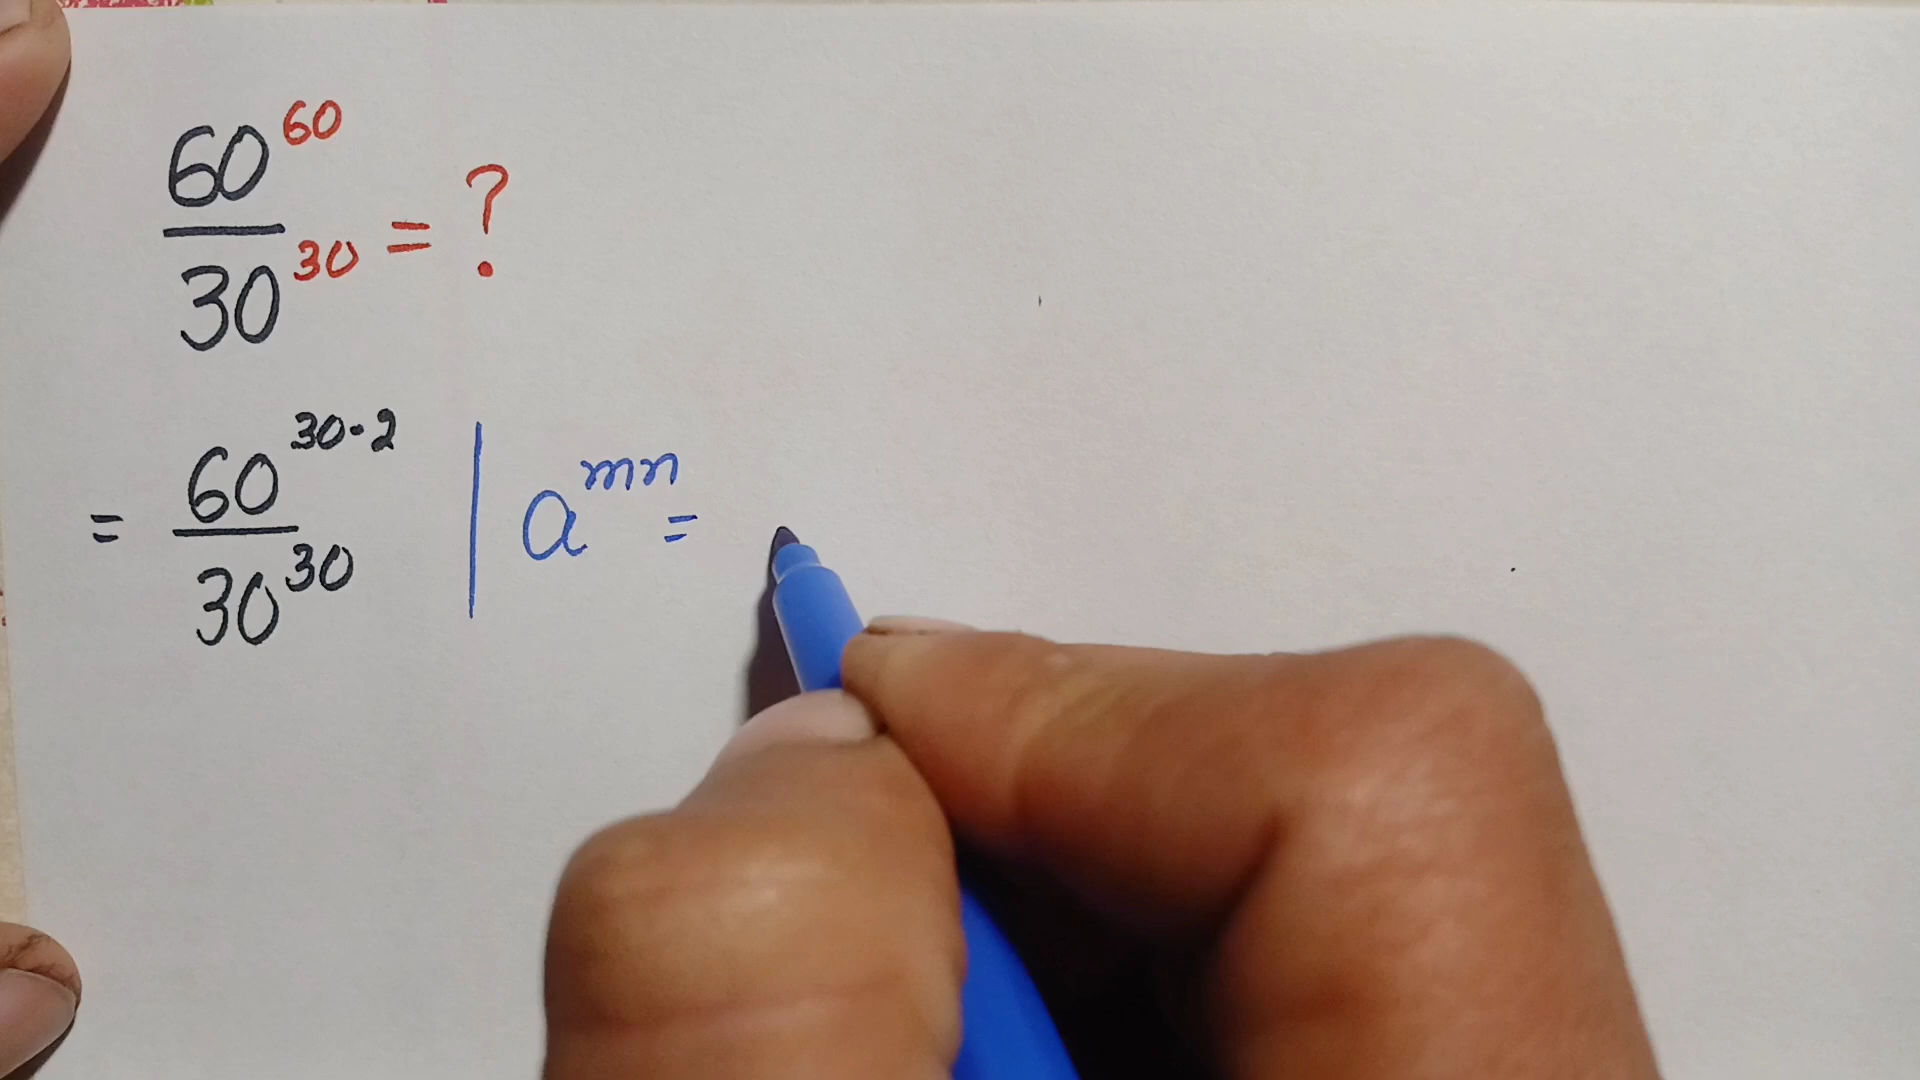 60^60
/ 30^30 = ?
= 60^30·2 / 30^30 | a^mn =